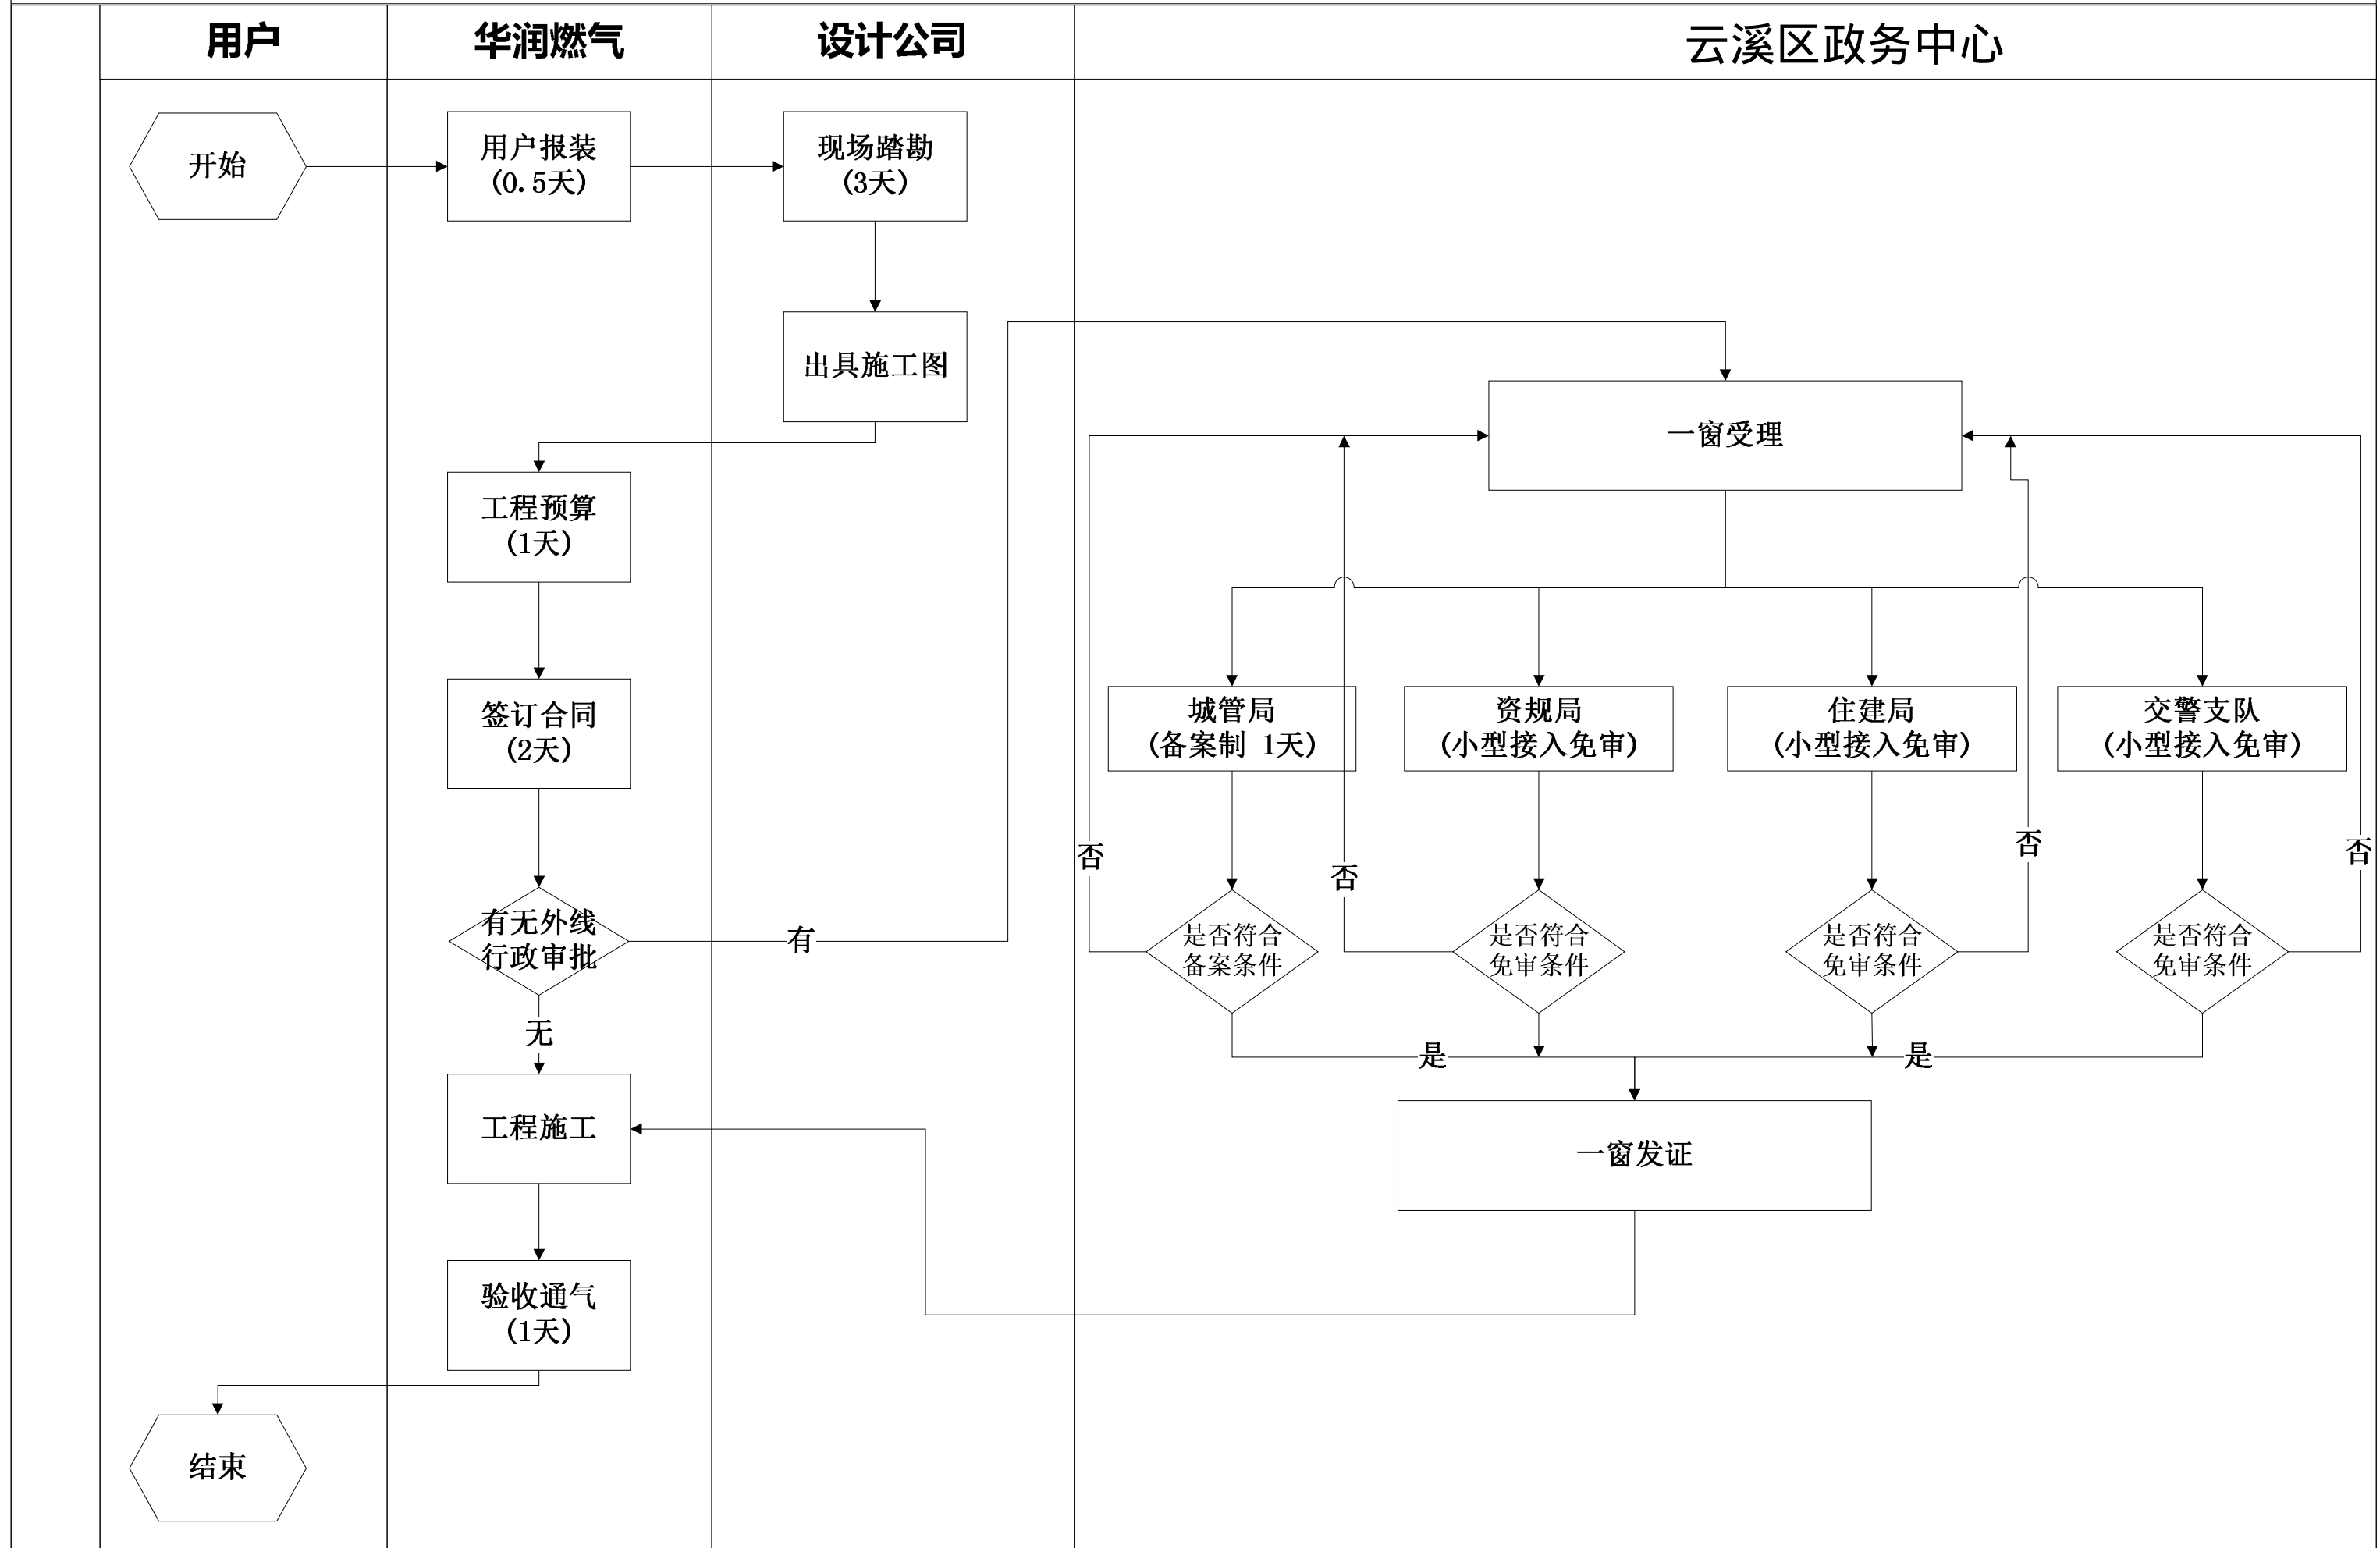 用户
华润燃气
设计公司
云溪区政务中心
开始
用户报装
(0.5天)
现场踏勘
(3天)
出具施工图
一窗受理
工程预算
(1天)
签订合同
(2天)
城管局
(备案制 1天)
资规局
(小型接入免审)
住建局
(小型接入免审)
交警支队
(小型接入免审)
否
否
否
否
有无外线
行政审批
有
是否符合
备案条件
是否符合
免审条件
是否符合
免审条件
是否符合
免审条件
无
是
是
工程施工
一窗发证
验收通气
(1天)
结束